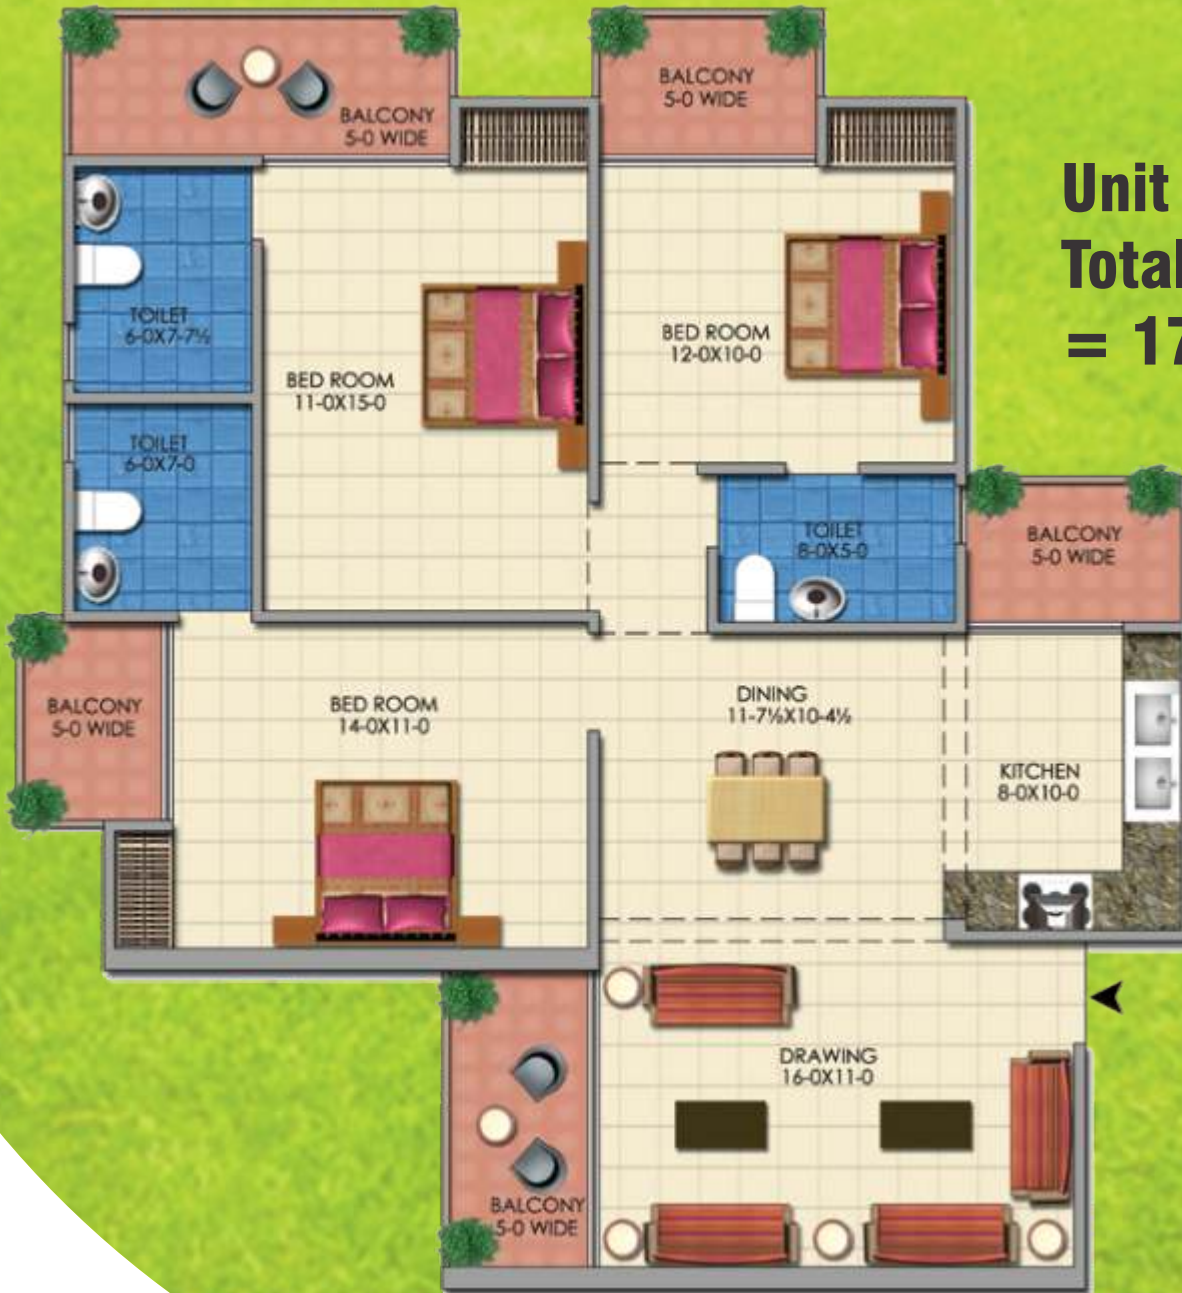 BALCONY
5-0 WIDE
BALCONY
5-0 WIDE
Unit
Total
= 17
TOILET
6-0X7-7½
BED ROOM
11-0X15-0
BED ROOM
12-0X10-0
TOILET
6-0X7-0
TOILET
8-0X5-0
BALCONY
5-0 WIDE
BALCONY
5-0 WIDE
BED ROOM
14-0X11-0
DINING
11-7½X10-4½
KITCHEN
8-0X10-0
DRAWING
16-0X11-0
BALCONY
5-0 WIDE